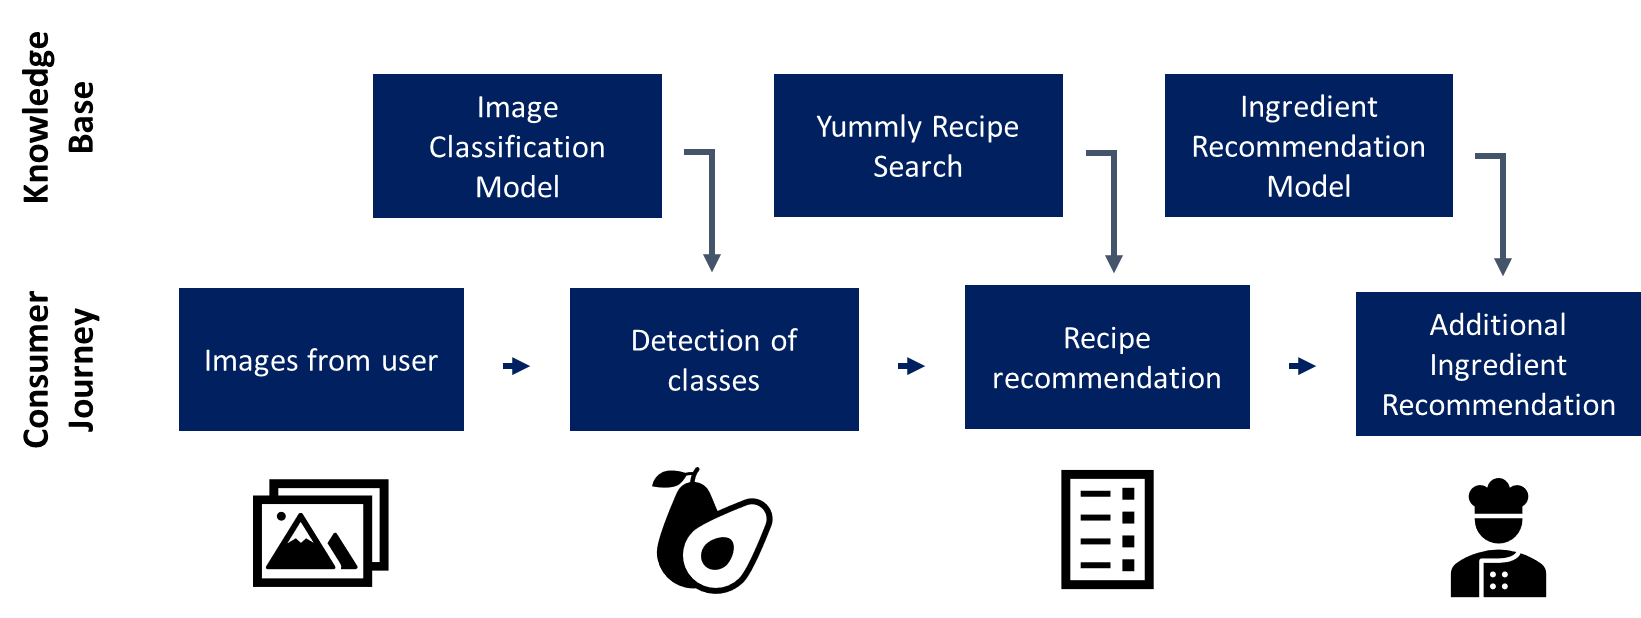 Knowledge
Base
Image
Classification
Model
Yummly Recipe
Search
Ingredient
Recommendation
Model
Consumer
Journey
Images from user
Detection of
classes
Recipe
recommendation
Additional
Ingredient
Recommendation